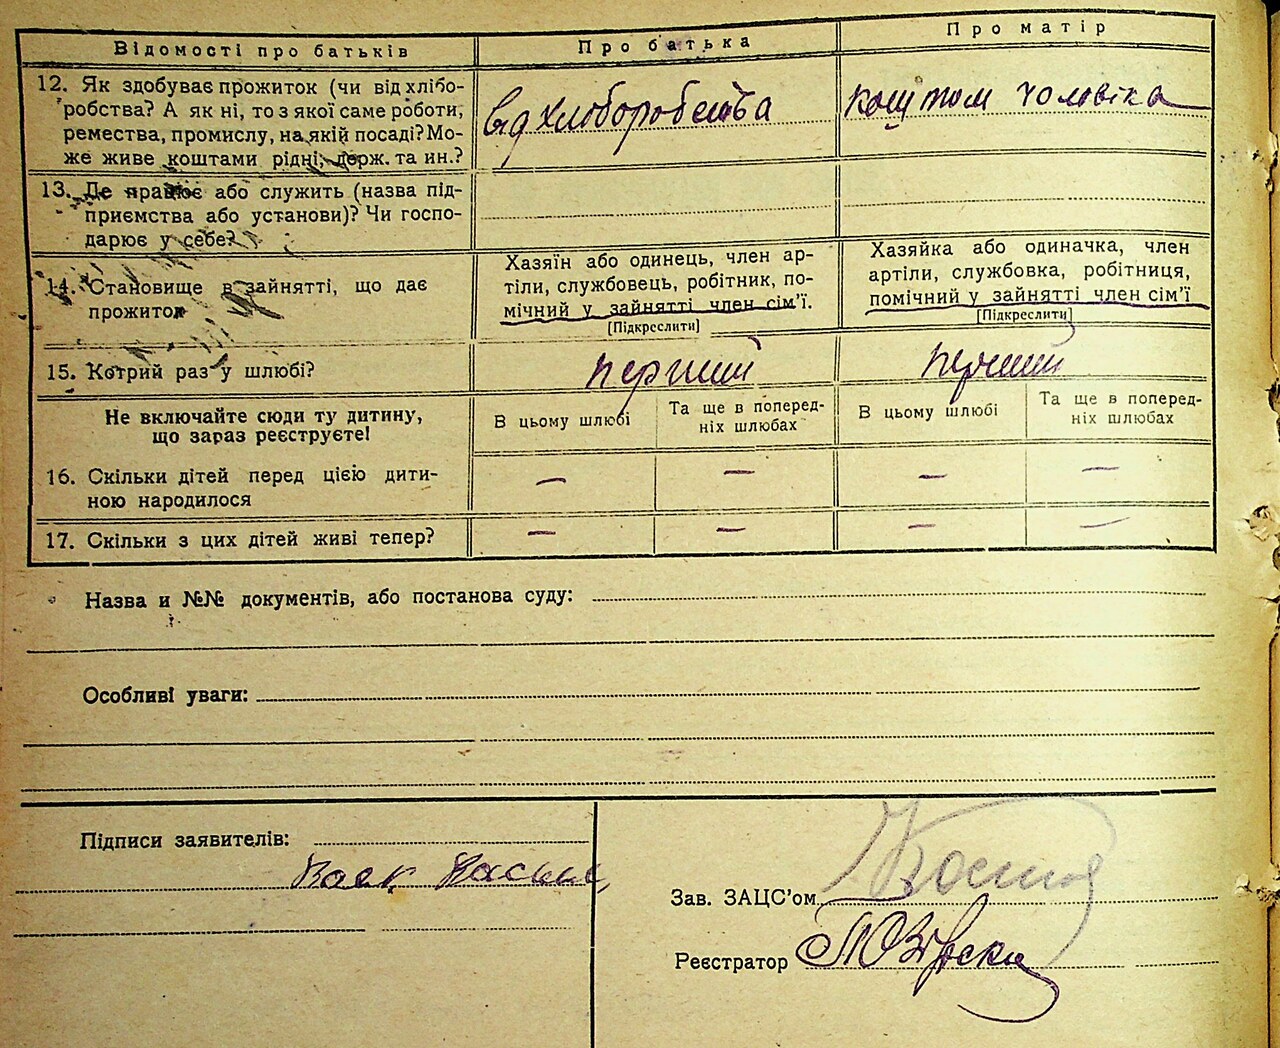 Відомості про батьків
Про батька
Про матір
12. Як здобуває прожиток (чи від хлібо-
робства? А як ні, то з якої саме роботи,
ремества, промислу, на якій посаді? Мо-
же живе коштами рідні, держ. та ин.?
від хліборобства
коштом чоловіка
13. Де працює або служить (назва під-
приємства або установи)? Чи госпо-
дарює у себе?
14. Становище в зайнятті, що дає
прожиток
Хазяїн або одинець, член ар-
тіли, службовець, робітник, по-
мічний у зайнятті член сім'ї.
[Підкреслити]
Хазяйка або одиначка, член
артіли, службовка, робітниця,
помічний у зайнятті член сім'ї
[Підкреслити]
15. Котрий раз у шлюбі?
перший
перший
Не включайте сюди ту дитину,
що зараз реєструєте!
В цьому шлюбі
Та ще в поперед-
ніх шлюбах
В цьому шлюбі
Та ще в поперед-
ніх шлюбах
16. Скільки дітей перед цією дити-
ною народилося
— — — —
17. Скільки з цих дітей живі тепер?
— — — —
Назва и №№ документів, або постанова суду:
Особливі уваги:
Підписи заявителів:
Зав. ЗАЦС'ом
Реєстратор